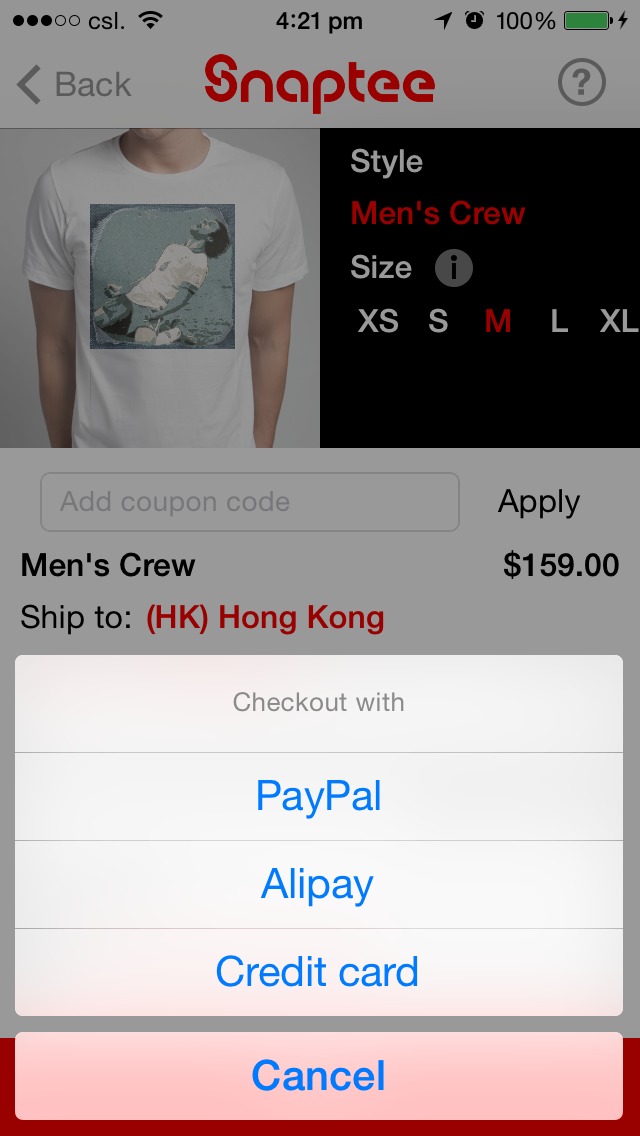 csl. 4:21 pm 100%
Back Snaptee ?
Style
Men's Crew
Size i
XS S M L XL
Add coupon code Apply
Men's Crew $159.00
Ship to: (HK) Hong Kong
Checkout with
PayPal
Alipay
Credit card
Cancel